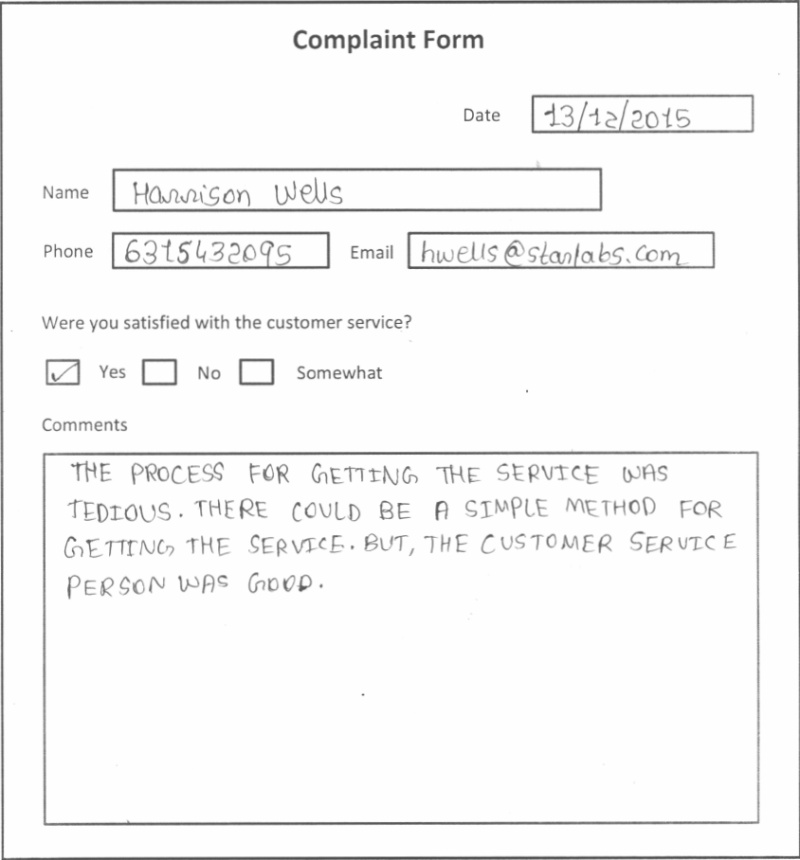 Complaint Form
Date 13/12/2015
Name Harrison Wells
Phone 6315432095 Email hwells@starlabs.com
Were you satisfied with the customer service?
Yes No Somewhat
Comments
THE PROCESS FOR GETTING THE SERVICE WAS
TEDIOUS. THERE COULD BE A SIMPLE METHOD FOR
GETTING THE SERVICE. BUT, THE CUSTOMER SERVICE
PERSON WAS GOOD.